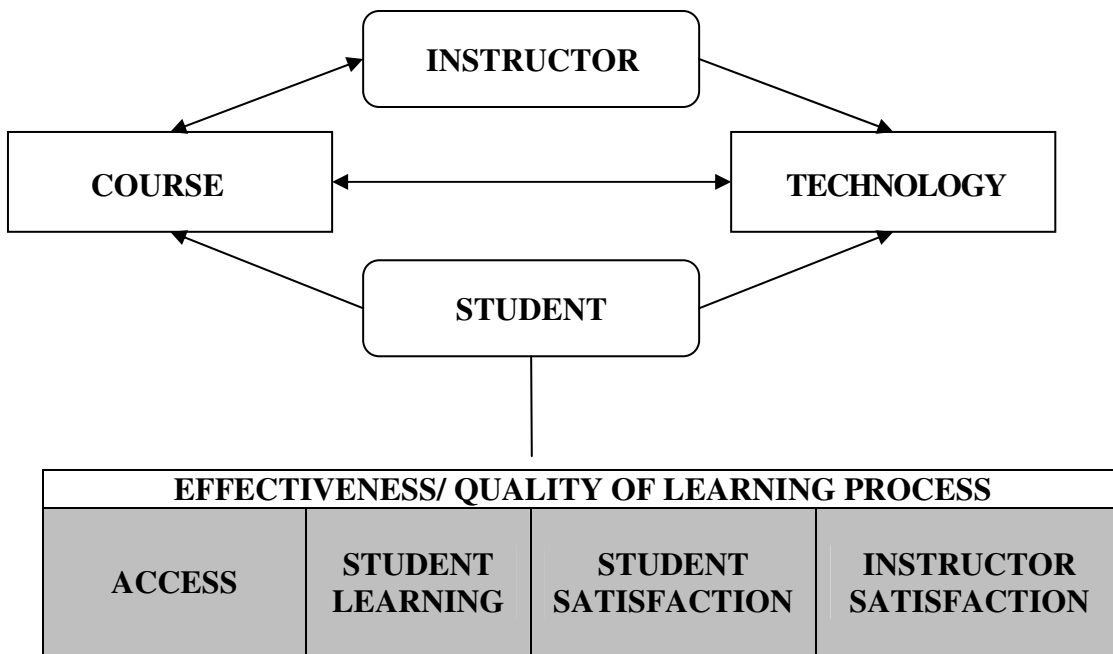 INSTRUCTOR
COURSE
TECHNOLOGY
STUDENT
EFFECTIVENESS/ QUALITY OF LEARNING PROCESS
ACCESS
STUDENT
LEARNING
STUDENT
SATISFACTION
INSTRUCTOR
SATISFACTION